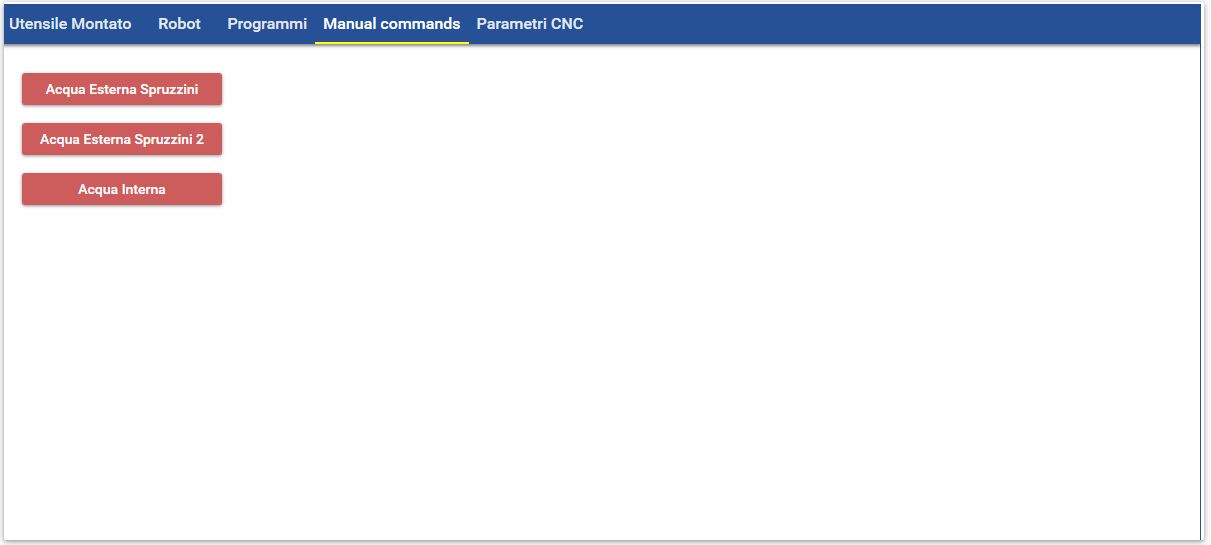 Utensile Montato Robot Programmi Manual commands Parametri CNC
Acqua Esterna Spruzzini
Acqua Esterna Spruzzini 2
Acqua Interna